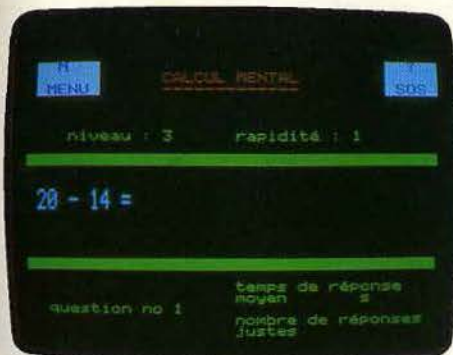 M ?
MENU CALCUL MENTAL SOS
niveau : 3 rapidité : 1
20 - 14 =
temps de réponse
moyen s
question no 1
nombre de réponses
justes